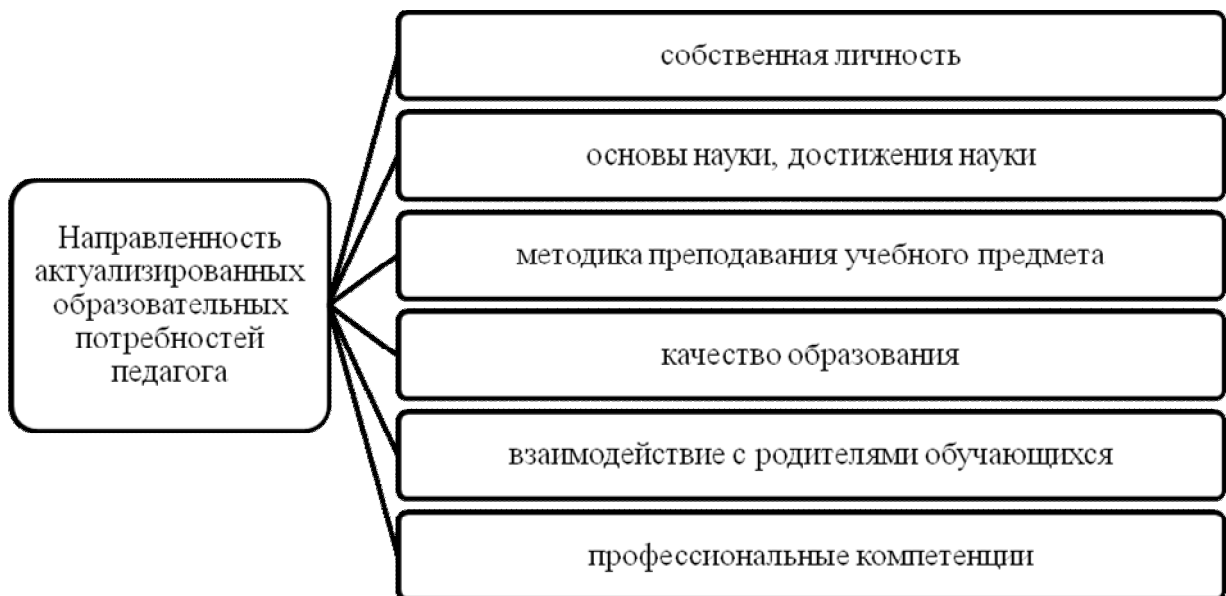 Направленность
актуализированных
образовательных
потребностей
педагога
собственная личность
основы науки, достижения науки
методика преподавания учебного предмета
качество образования
взаимодействие с родителями обучающихся
профессиональные компетенции